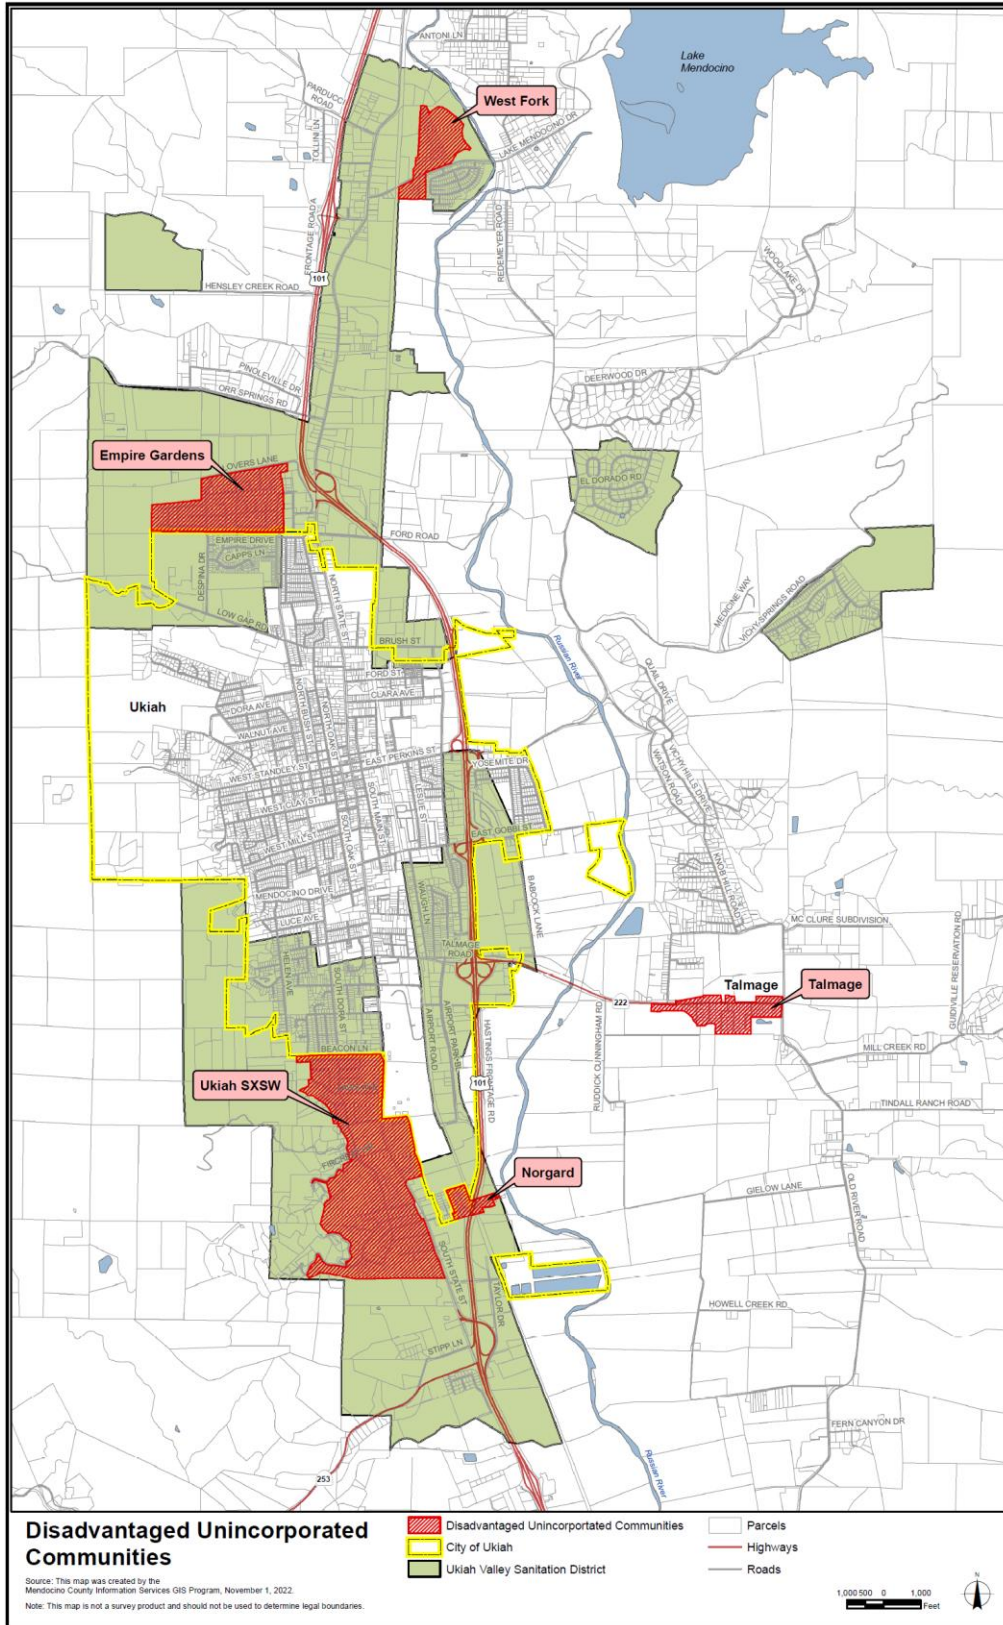 ANTONI LN
Lake
Mendocino
PARDUCCI
ROAD
West Fork
TOLLINI LN
LAKE MENDOCINO DR
FRONTAGE ROAD A
REDEMEYER ROAD
WOODLAKE DR
101
HENSLEY CREEK ROAD
PINOLEVILLE DR
ORR SPRINGS RD
DEERWOOD DR
Empire Gardens
LOVERS LANE
EL DORADO RD
EMPIRE DRIVE
FORD ROAD
CAPPS LN
DESPINA DR
NORTH STATE ST
LOW GAP RD
MEDICINE WAY
VICHY-SPRINGS ROAD
BRUSH ST
Russian River
FORD ST
CLARA AVE
QUAIL DRIVE
Ukiah
DORA AVE
WALNUT AVE
NORTH BUSH ST
NORTH OAK ST
EAST PERKINS ST
YOSEMITE DR
WATSON ROAD
VICHY HILLS DRIVE
WEST STANDLEY ST
LESLIE ST
WEST CLAY ST
SOUTH MAIN ST
WEST MILL ST
SOUTH OAK ST
EAST GOBBI ST
KNOB HILL ROAD
MENDOCINO DRIVE
WAUGH LN
BABCOCK LANE
LUCE AVE
MC CLURE SUBDIVISION
TALMAGE
ROAD
HELEN AVE
SOUTH DORA ST
GUIDIVILLE RESERVATION RD
Talmage
Talmage
222
AIRPORT ROAD
AIRPORT PARK BL
HASTINGS FRONTAGE RD
RUDDICK CUNNINGHAM RD
BEACON LN
MILL CREEK RD
Ukiah SXSW
101
TINDALL RANCH ROAD
Norgard
GIELOW LANE
OLD RIVER ROAD
SOUTH STATE ST
TAYLOR DR
HOWELL CREEK RD
STIPP LN
FERN CANYON DR
253
Russian River
Disadvantaged Unincorporated
Communities
Source: This map was created by the
Mendocino County Information Services GIS Program, November 1, 2022.
Note: This map is not a survey product and should not be used to determine legal boundaries.
Disadvantaged Unincorportated Communities
City of Ukiah
Ukiah Valley Sanitation District
Parcels
Highways
Roads
1,000 500 0 1,000
Feet
N